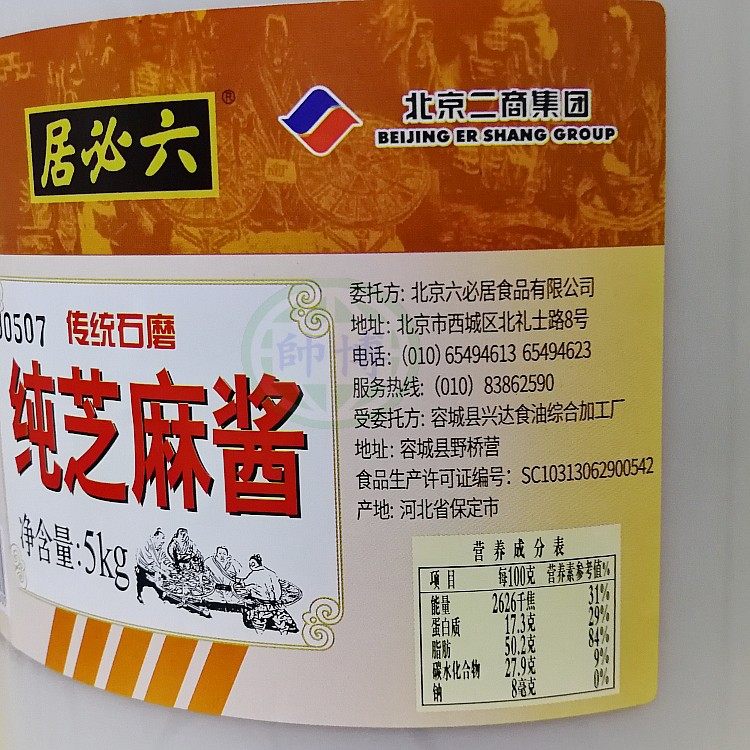 六必居
®
北京二商集团
BEIJING ER SHANG GROUP
0507
传统石磨
纯芝麻酱
净含量:5kg
委托方: 北京六必居食品有限公司
地址: 北京市西城区北礼士路8号
电话: (010) 65494613 65494623
服务热线: (010) 83862590
受委托方: 容城县兴达食油综合加工厂
地址: 容城县野桥营
食品生产许可证编号: SC10313062900542
产地: 河北省保定市
营养成分表
项目 每100克 营养素参考值%
能量 2626千焦 31%
蛋白质 17.3克 29%
脂肪 50.2克 84%
碳水化合物 27.9克 9%
钠 8毫克 0%
師博